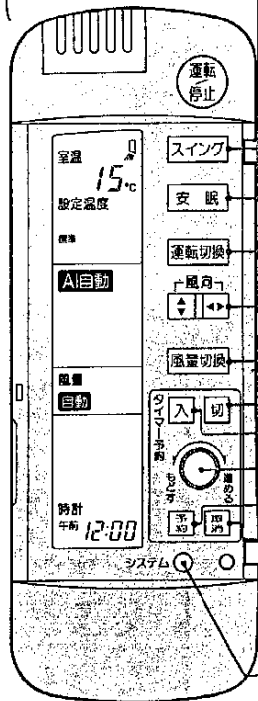 運転
停止
室温
15℃
設定温度
標準
AI自動
風量
自動
時計
午前 12:00
スイング
安眠
運転切換
風向
風量切換
タイマー予約
入 切
もどす 進める
予約 取消
システム